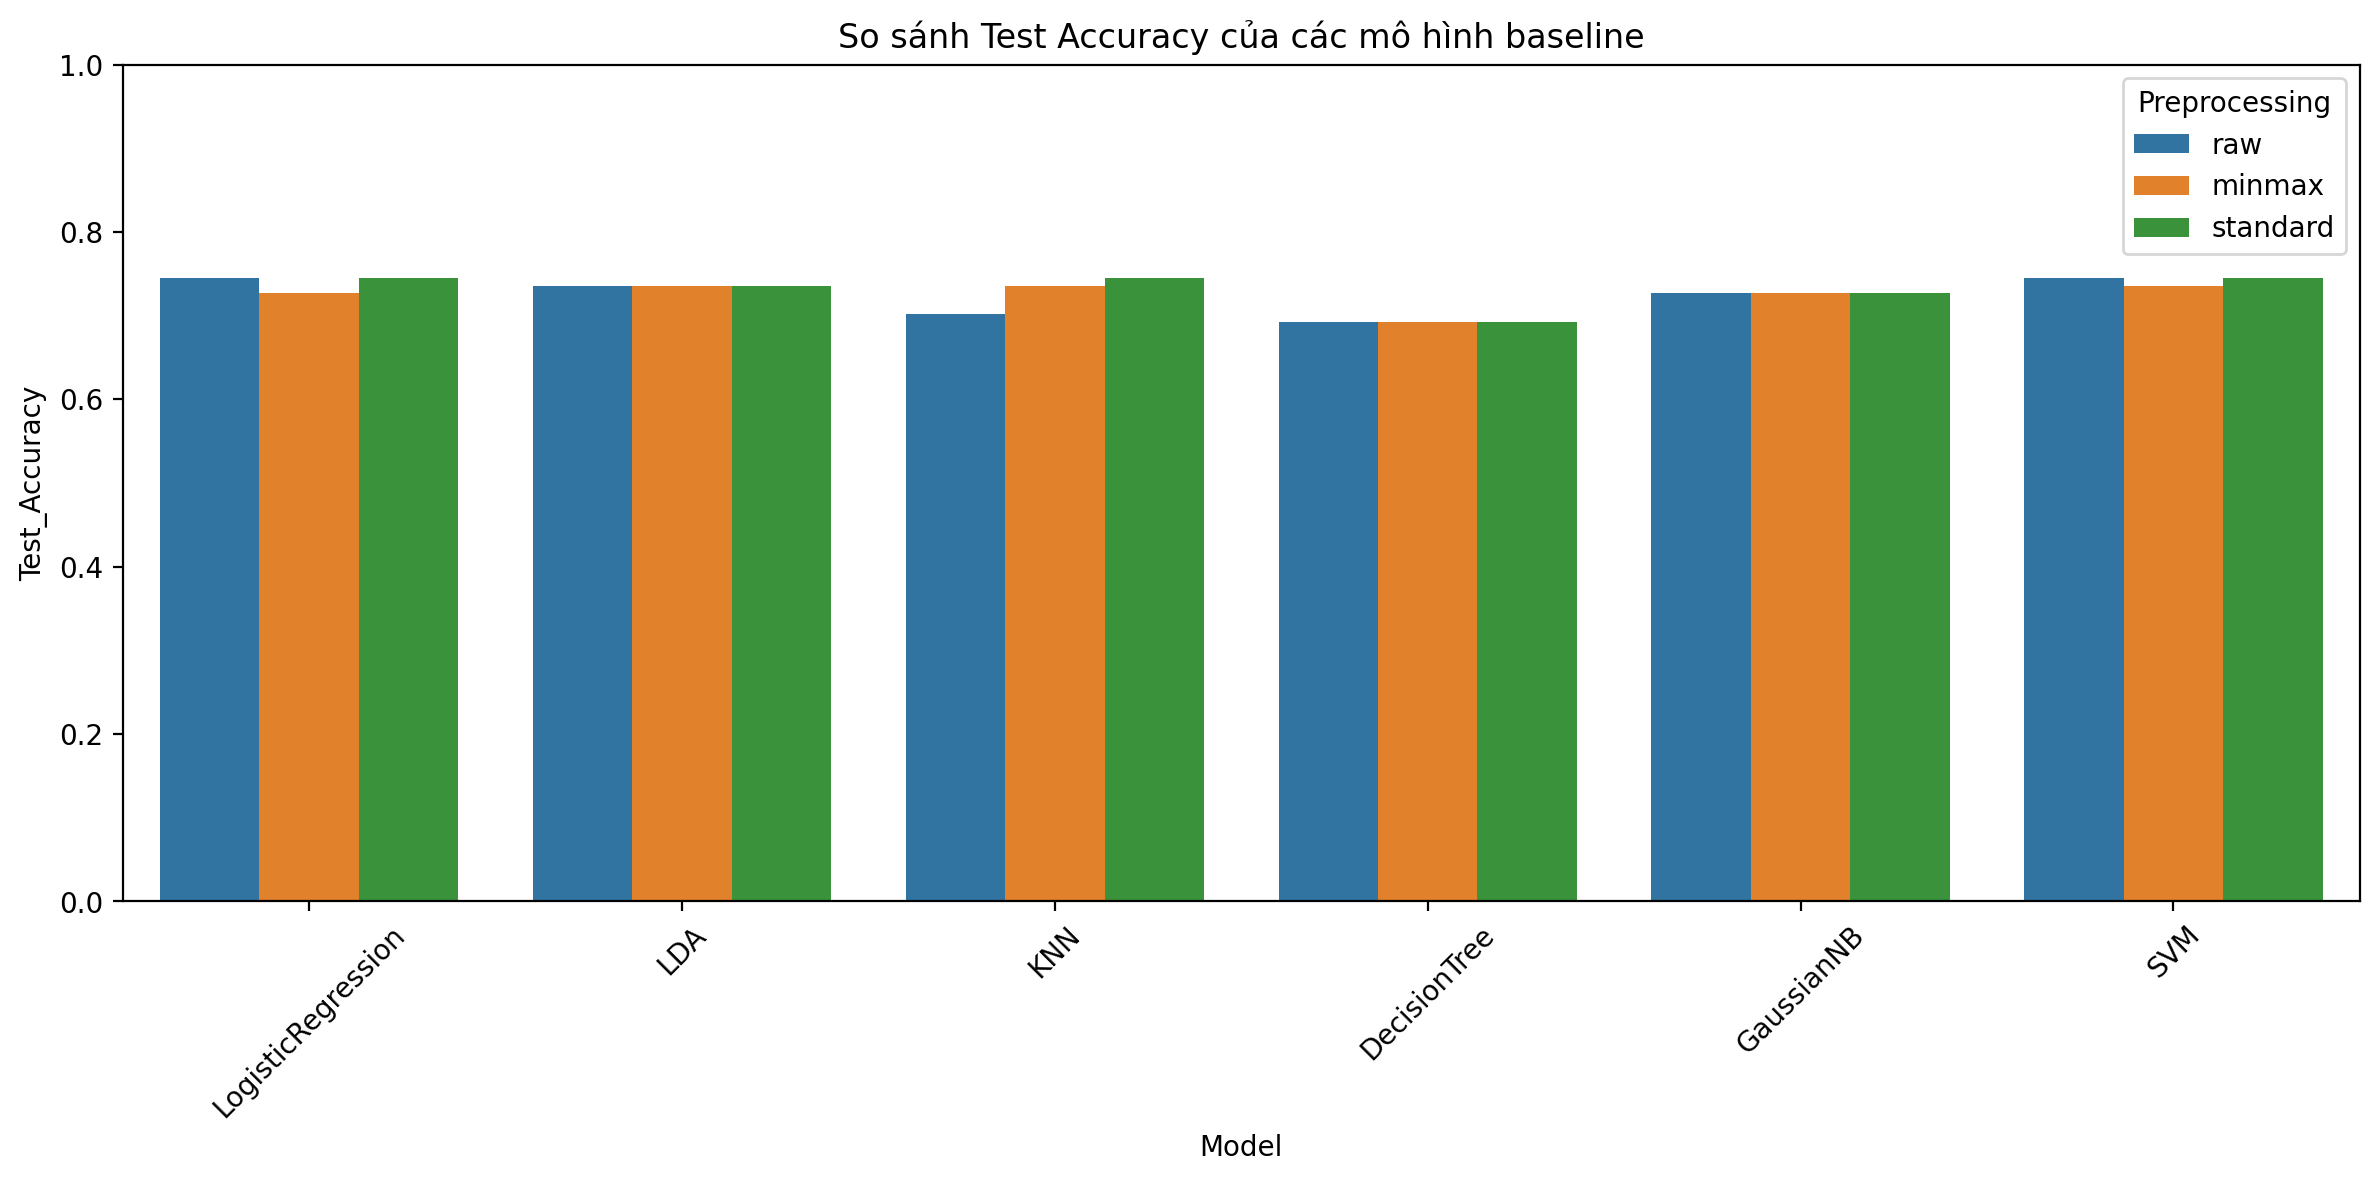 So sánh Test Accuracy của các mô hình baseline
1.0
0.8
0.6
0.4
0.2
0.0
Test_Accuracy
Preprocessing
raw
minmax
standard
LogisticRegression
LDA
KNN
DecisionTree
GaussianNB
SVM
Model